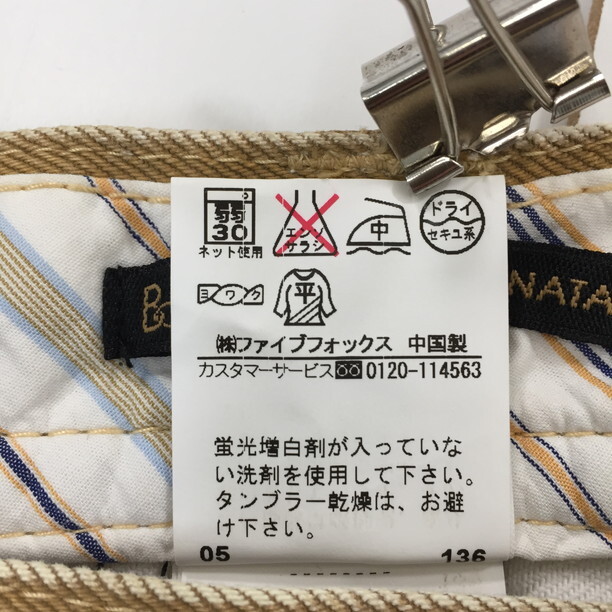 弱
30
ネット使用
エンソ
サラシ
中
ドライ
セキユ系
ヨワク
平
㈱ファイブフォックス 中国製
カスタマーサービス 0120-114563
蛍光増白剤が入っていな
い洗剤を使用して下さい。
タンブラー乾燥は、お避
け下さい。
05 136